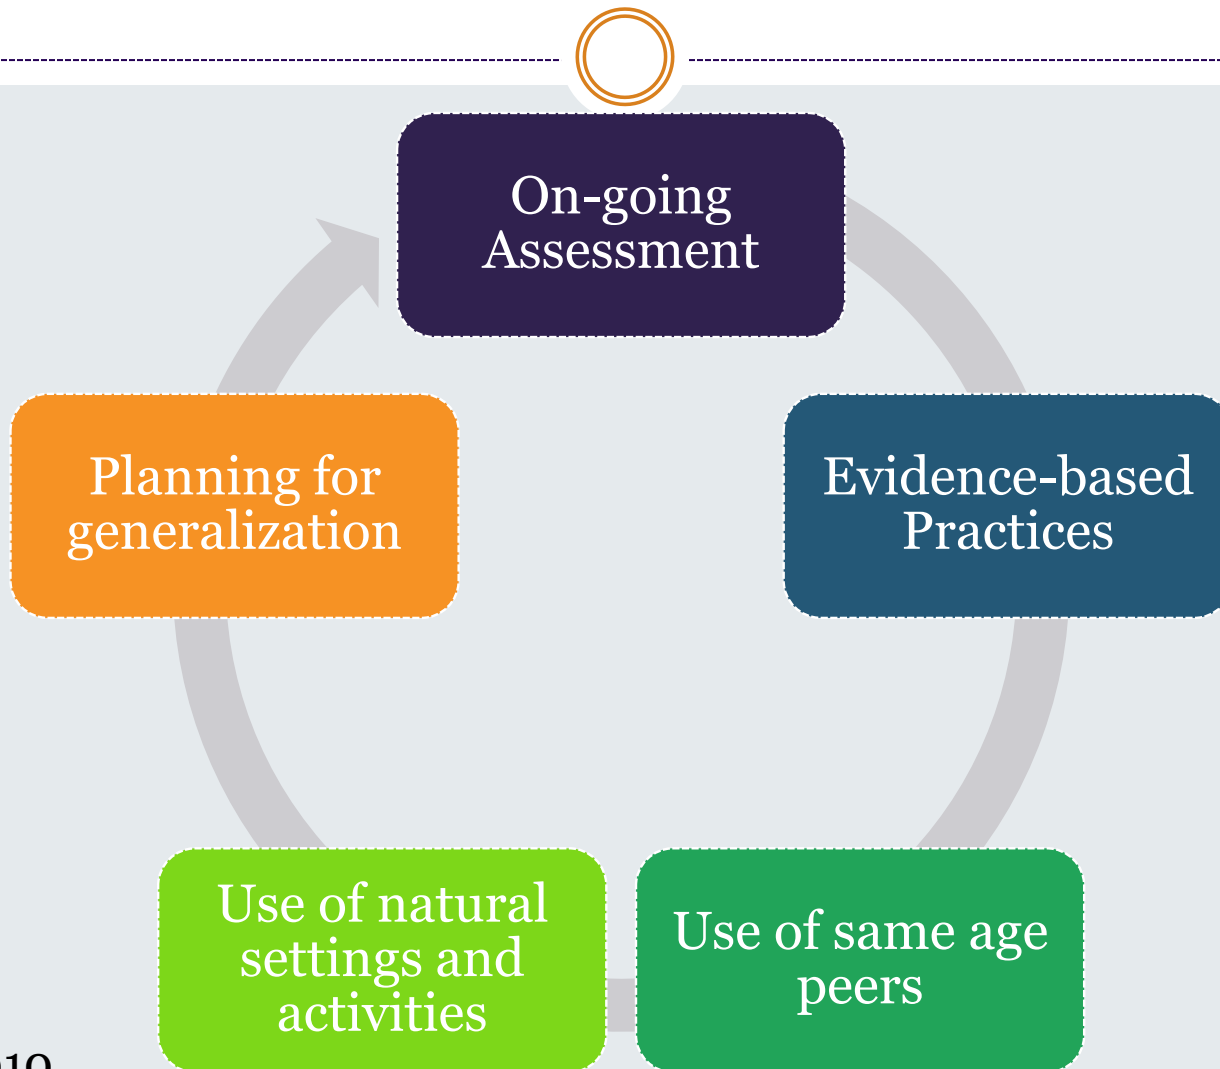 On-going
Assessment
Evidence-based
Practices
Use of same age
peers
Use of natural
settings and
activities
Planning for
generalization